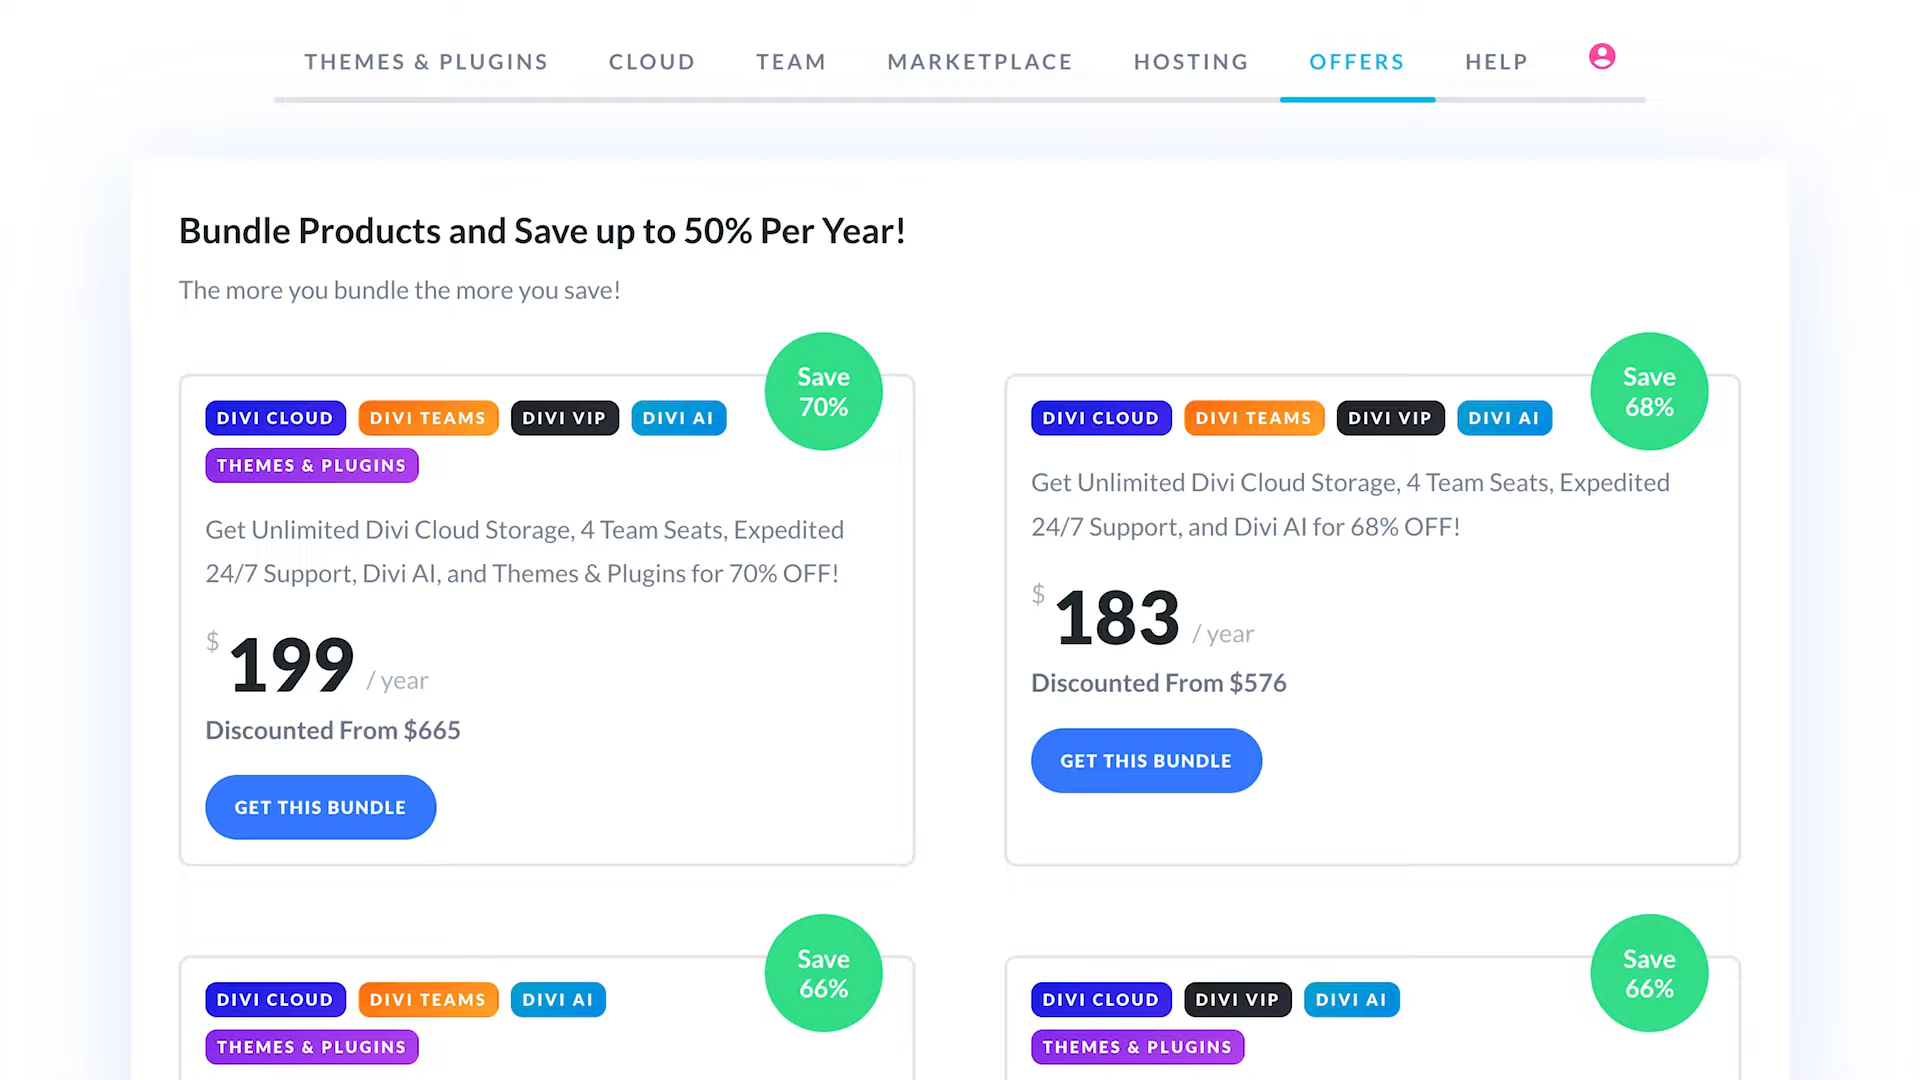 THEMES & PLUGINS CLOUD TEAM MARKETPLACE HOSTING OFFERS HELP
Bundle Products and Save up to 50% Per Year!
The more you bundle the more you save!
Save
70%
DIVI CLOUD DIVI TEAMS DIVI VIP DIVI AI
THEMES & PLUGINS
Get Unlimited Divi Cloud Storage, 4 Team Seats, Expedited
24/7 Support, Divi AI, and Themes & Plugins for 70% OFF!
$ 199 / year
Discounted From $665
GET THIS BUNDLE
Save
68%
DIVI CLOUD DIVI TEAMS DIVI VIP DIVI AI
Get Unlimited Divi Cloud Storage, 4 Team Seats, Expedited
24/7 Support, and Divi AI for 68% OFF!
$ 183 / year
Discounted From $576
GET THIS BUNDLE
Save
66%
DIVI CLOUD DIVI TEAMS DIVI AI
THEMES & PLUGINS
Save
66%
DIVI CLOUD DIVI VIP DIVI AI
THEMES & PLUGINS